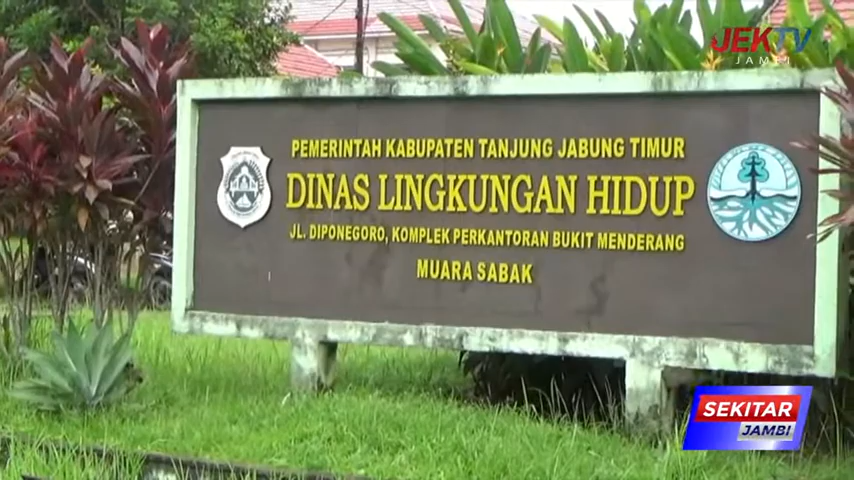 JEKTV
JAMBI
PEMERINTAH KABUPATEN TANJUNG JABUNG TIMUR
DINAS LINGKUNGAN HIDUP
JL. DIPONEGORO, KOMPLEK PERKANTORAN BUKIT MENDERANG
MUARA SABAK
SEKITAR
JAMBI